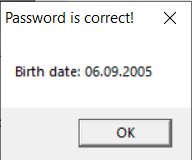 Password is correct!
Birth date: 06.09.2005
OK